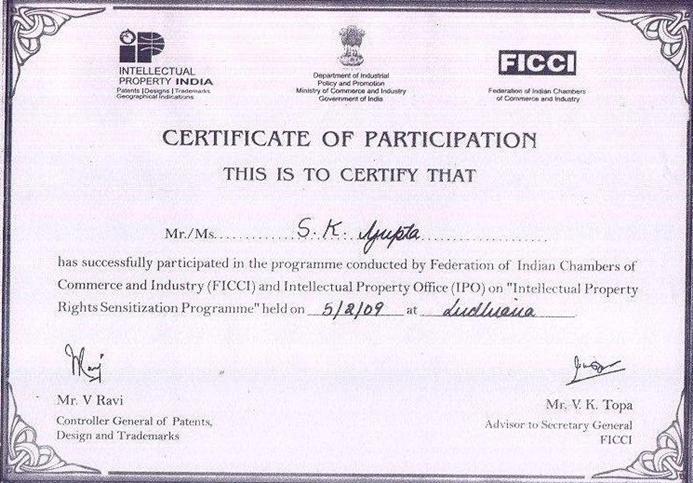 INTELLECTUAL
PROPERTY INDIA
Patents | Designs | Trademarks
Geographical Indications
Department of Industrial
Policy and Promotion
Ministry of Commerce and Industry
Government of India
FICCI
Federation of Indian Chambers
of Commerce and Industry
CERTIFICATE OF PARTICIPATION
THIS IS TO CERTIFY THAT
Mr./Ms. S. K. Gupta
has successfully participated in the programme conducted by Federation of Indian Chambers of
Commerce and Industry (FICCI) and Intellectual Property Office (IPO) on "Intellectual Property
Rights Sensitization Programme" held on 5/2/09 at Ludhiana
Mr. V Ravi
Controller General of Patents,
Design and Trademarks
Mr. V. K. Topa
Advisor to Secretary General
FICCI